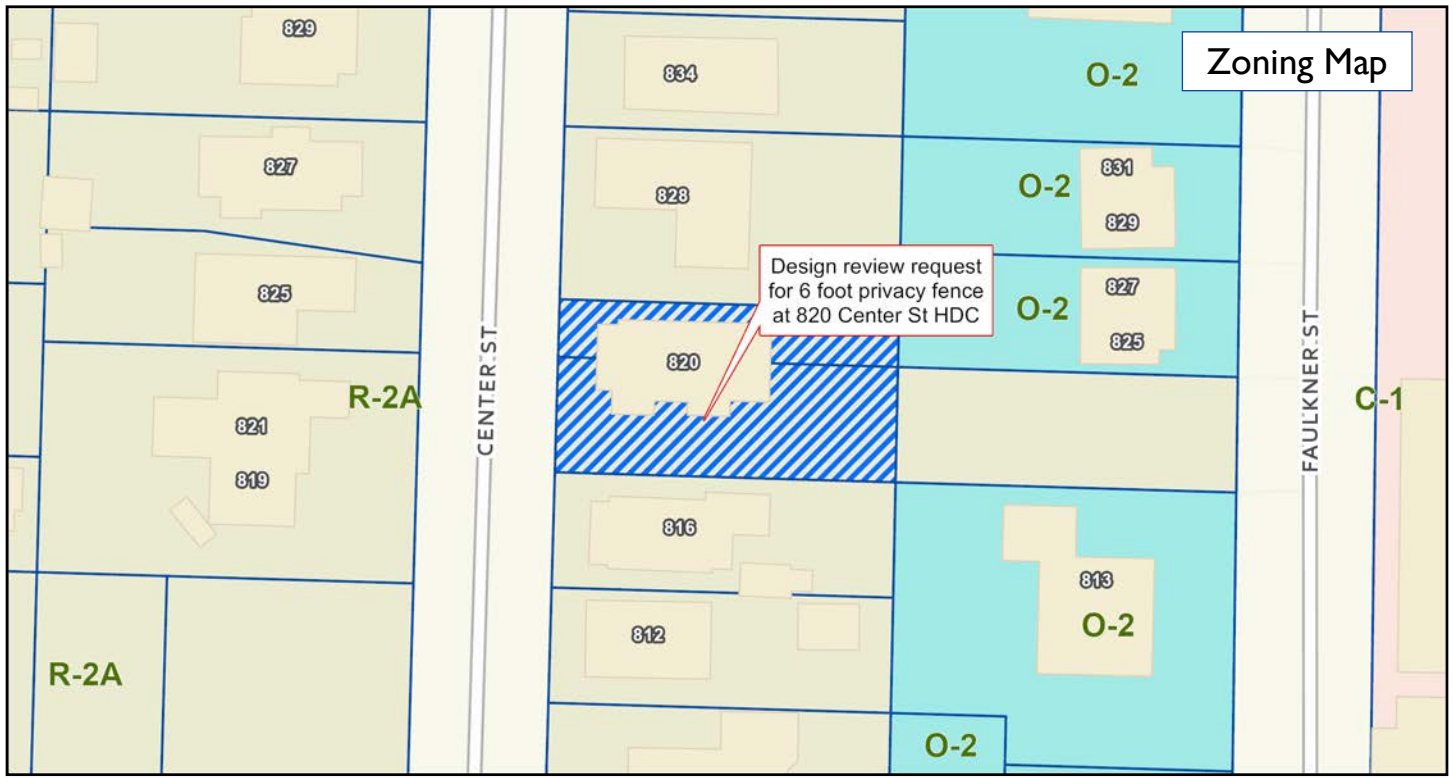 Zoning Map
829
834
O-2
827
828
O-2
831
829
825
Design review request
for 6 foot privacy fence
at 820 Center St HDC
O-2
827
825
820
CENTER ST
FAULKNER ST
R-2A
C-1
821
819
816
813
O-2
812
R-2A
O-2